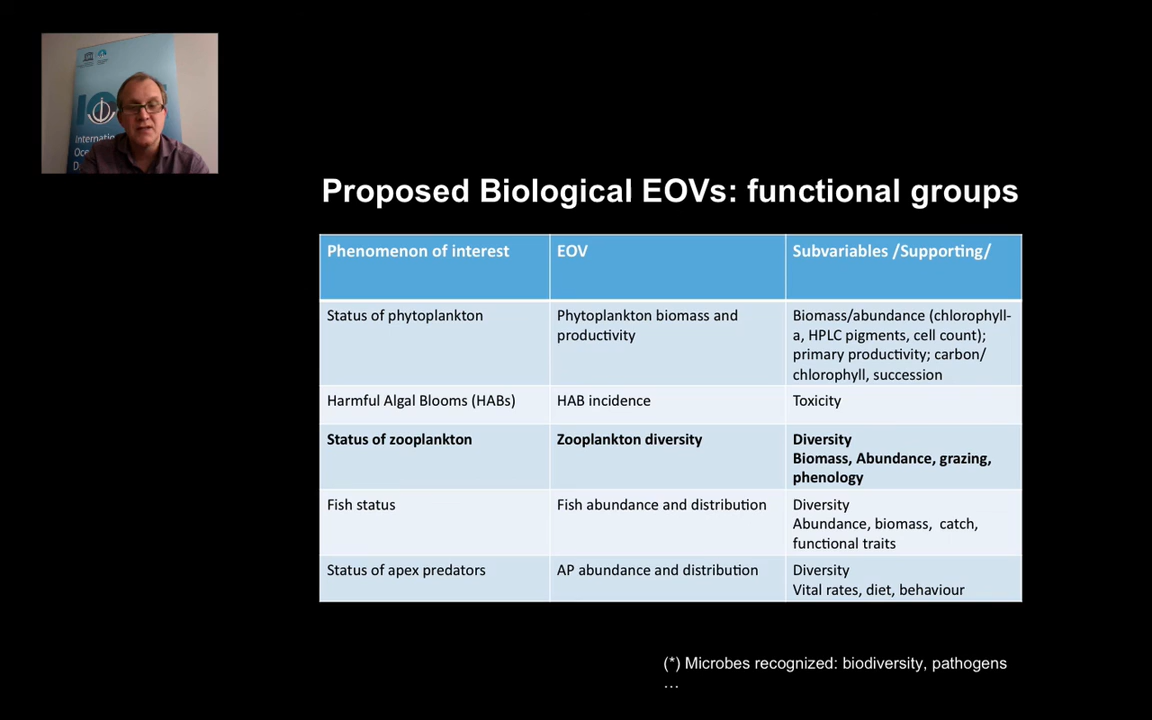 Internati
Oce
D
Proposed Biological EOVs: functional groups
Phenomenon of interest
EOV
Subvariables /Supporting/
Status of phytoplankton
Phytoplankton biomass and
productivity
Biomass/abundance (chlorophyll-
a, HPLC pigments, cell count);
primary productivity; carbon/
chlorophyll, succession
Harmful Algal Blooms (HABs)
HAB incidence
Toxicity
Status of zooplankton
Zooplankton diversity
Diversity
Biomass, Abundance, grazing,
phenology
Fish status
Fish abundance and distribution
Diversity
Abundance, biomass,  catch,
functional traits
Status of apex predators
AP abundance and distribution
Diversity
Vital rates, diet, behaviour
(*) Microbes recognized: biodiversity, pathogens
…